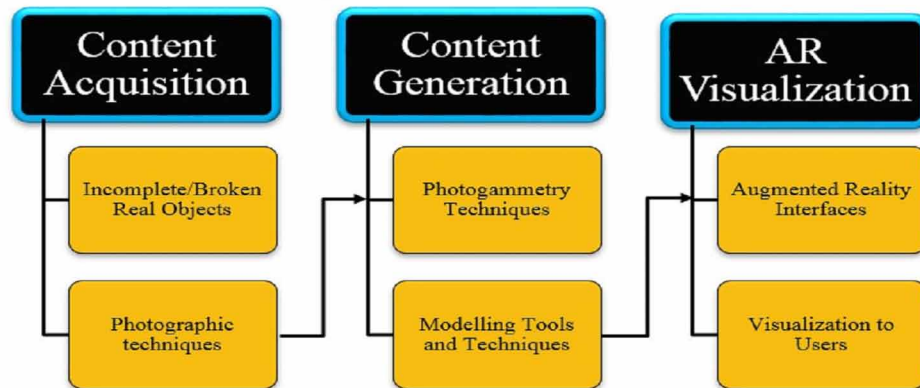 Content
Acquisition
Incomplete/Broken
Real Objects
Photographic
techniques
Content
Generation
Photogammetry
Techniques
Modelling Tools
and Techniques
AR
Visualization
Augmented Reality
Interfaces
Visualization to
Users